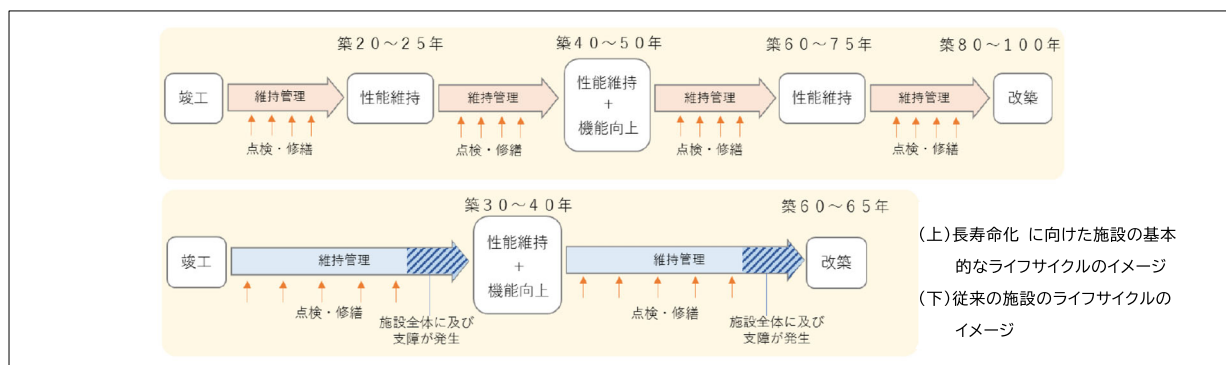 築２０～２５年
築４０～５０年
築６０～７５年
築８０～１００年
竣工
維持管理
点検・修繕
性能維持
維持管理
点検・修繕
性能維持
+
機能向上
維持管理
点検・修繕
性能維持
維持管理
点検・修繕
改築
築３０～４０年
築６０～６５年
竣工
維持管理
点検・修繕
施設全体に及び
支障が発生
性能維持
+
機能向上
維持管理
点検・修繕
施設全体に及び
支障が発生
改築
（上）長寿命化 に向けた施設の基本
的なライフサイクルのイメージ
（下）従来の施設のライフサイクルの
イメージ